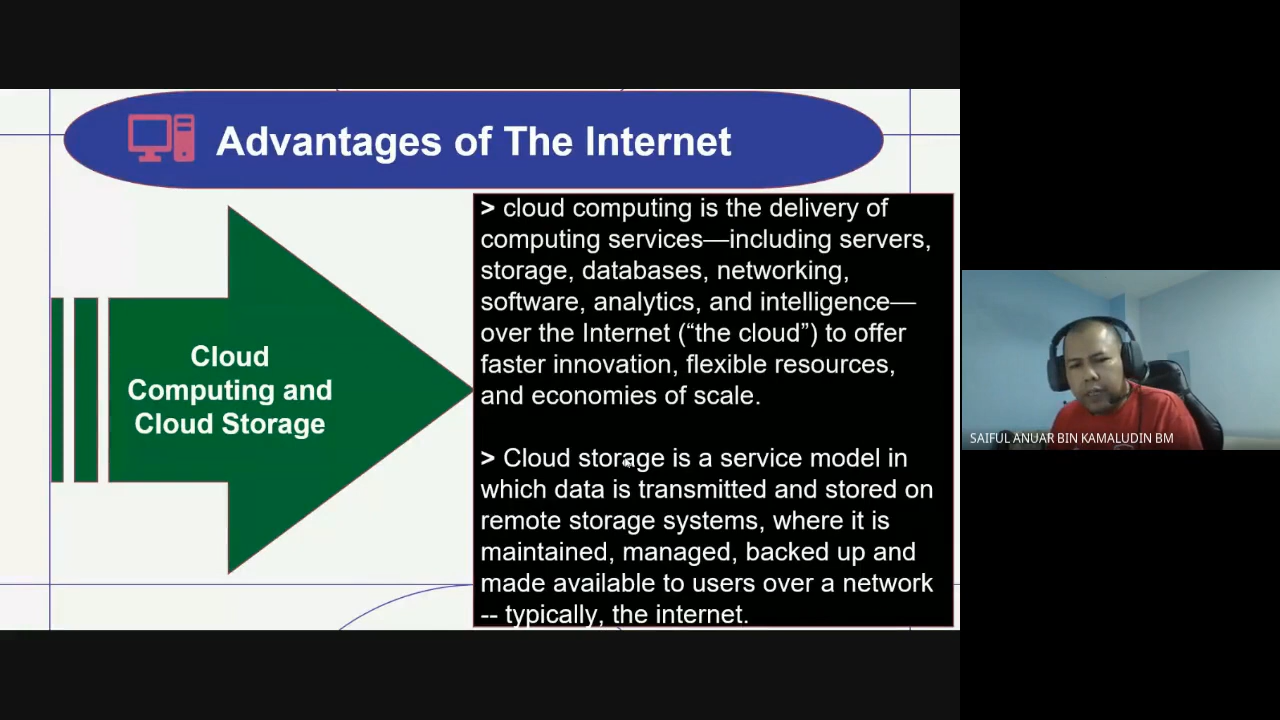 Advantages of The Internet
Cloud
Computing and
Cloud Storage
> cloud computing is the delivery of
computing services—including servers,
storage, databases, networking,
software, analytics, and intelligence—
over the Internet (“the cloud”) to offer
faster innovation, flexible resources,
and economies of scale.
> Cloud storage is a service model in
which data is transmitted and stored on
remote storage systems, where it is
maintained, managed, backed up and
made available to users over a network
-- typically, the internet.
SAIFUL ANUAR BIN KAMALUDIN BM